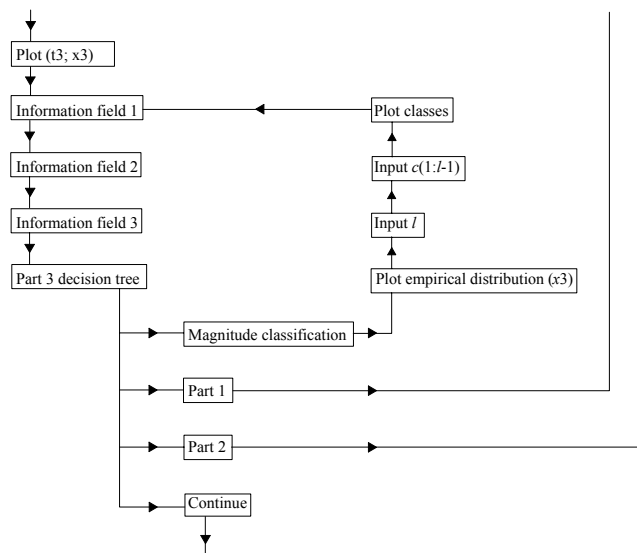 Plot (t3; x3)
Information field 1
Plot classes
Information field 2
Input c(1:l-1)
Information field 3
Input l
Part 3 decision tree
Plot empirical distribution (x3)
Magnitude classification
Part 1
Part 2
Continue